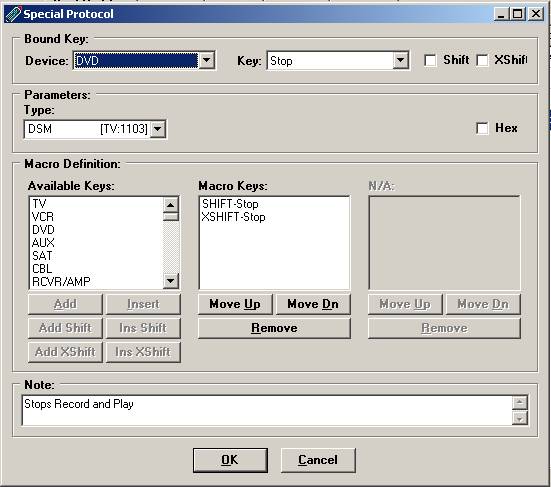 Special Protocol
Bound Key:
Device: DVD Key: Stop Shift XShift
Parameters:
Type:
DSM [TV:1103] Hex
Macro Definition:
Available Keys: Macro Keys: N/A:
TV SHIFT-Stop
VCR XSHIFT-Stop
DVD
AUX
SAT
CBL
RCVR/AMP
Add Insert Move Up Move Dn Move Up Move Dn
Add Shift Ins Shift Remove Remove
Add XShift Ins XShift
Note:
Stops Record and Play
OK Cancel